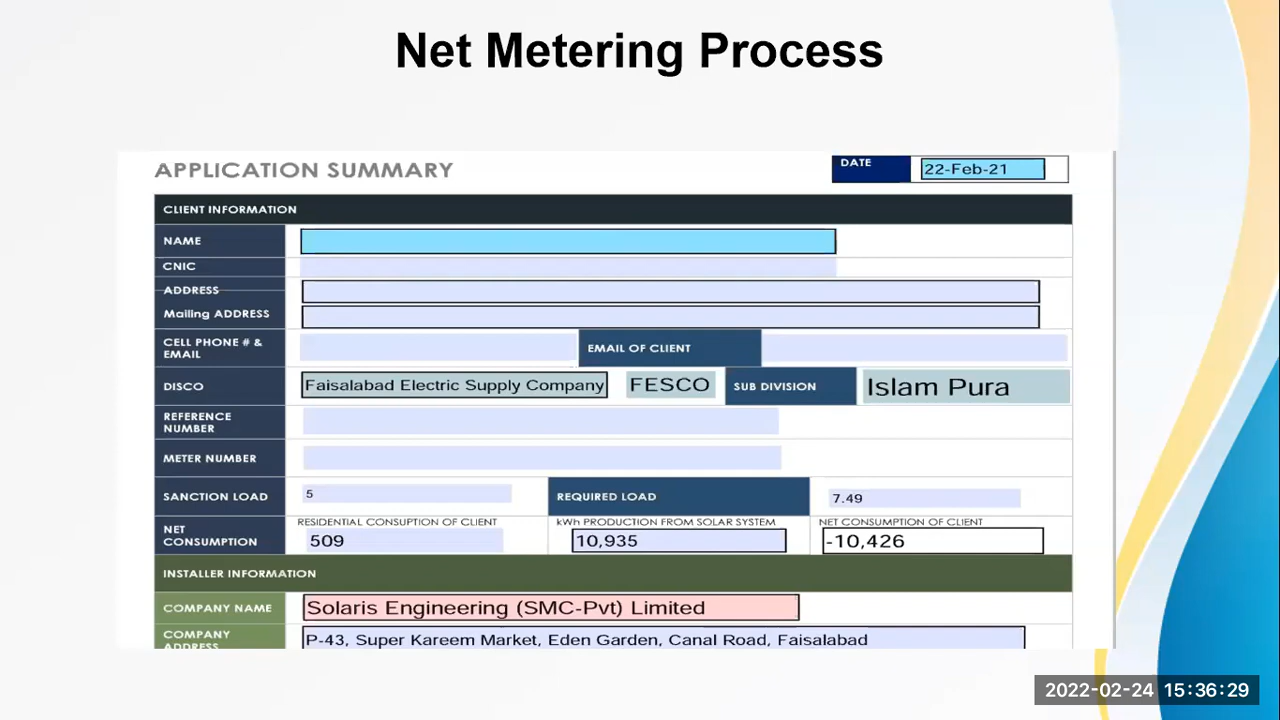 Net Metering Process
APPLICATION SUMMARY
DATE 22-Feb-21
CLIENT INFORMATION
NAME
CNIC
ADDRESS
Mailing ADDRESS
CELL PHONE # &
EMAIL
EMAIL OF CLIENT
DISCO Faisalabad Electric Supply Company FESCO SUB DIVISION Islam Pura
REFERENCE
NUMBER
METER NUMBER
SANCTION LOAD 5 REQUIRED LOAD 7.49
NET
CONSUMPTION
RESIDENTIAL CONSUPTION OF CLIENT kWh PRODUCTION FROM SOLAR SYSTEM NET CONSUMPTION OF CLIENT
509 10,935 -10,426
INSTALLER INFORMATION
COMPANY NAME Solaris Engineering (SMC-Pvt) Limited
COMPANY
ADDRESS
P-43, Super Kareem Market, Eden Garden, Canal Road, Faisalabad
2022-02-24 15:36:29